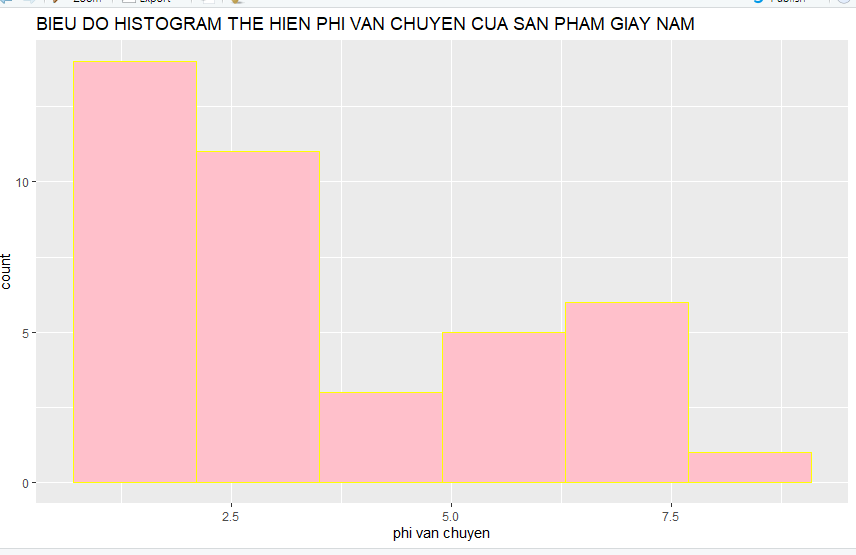 BIEU DO HISTOGRAM THE HIEN PHI VAN CHUYEN CUA SAN PHAM GIAY NAM
10
5
0
count
2.5 5.0 7.5
phi van chuyen